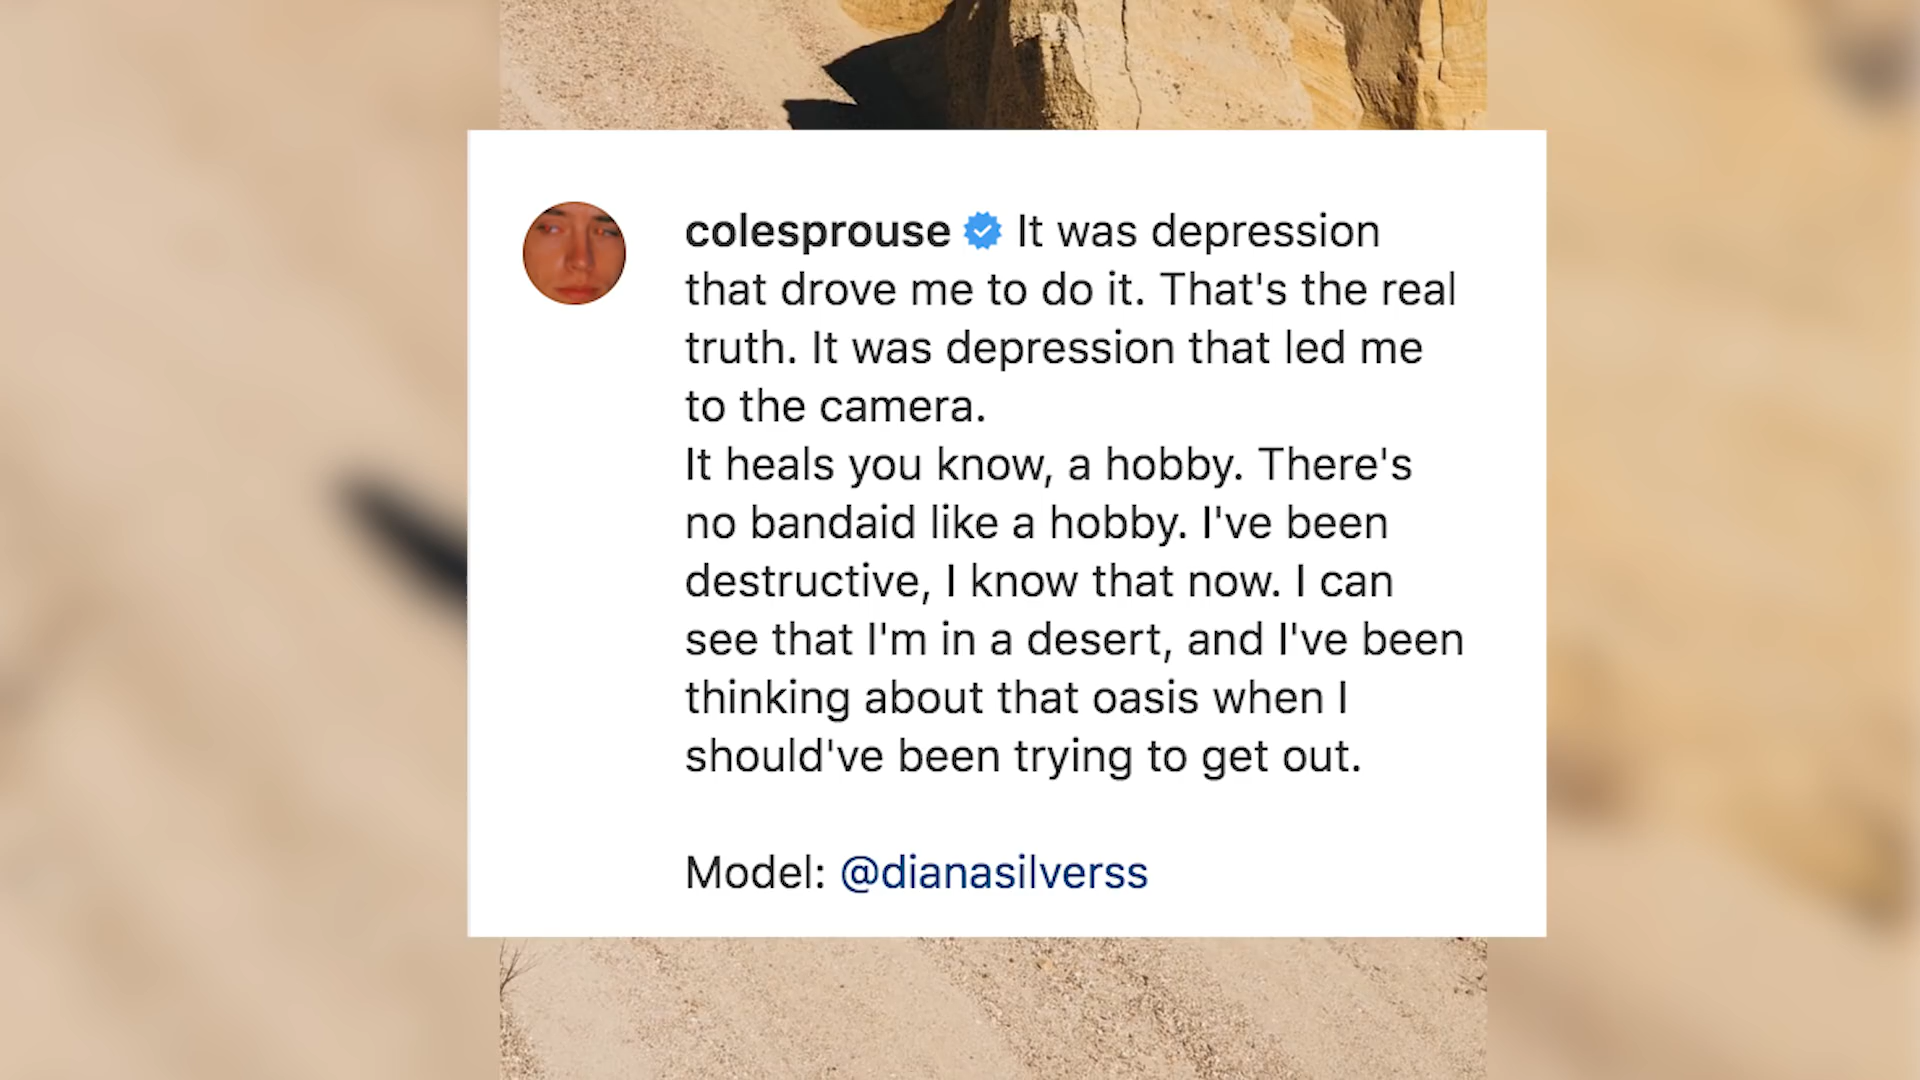 colesprouse It was depression
that drove me to do it. That's the real
truth. It was depression that led me
to the camera.
It heals you know, a hobby. There's
no bandaid like a hobby. I've been
destructive, I know that now. I can
see that I'm in a desert, and I've been
thinking about that oasis when I
should've been trying to get out.
Model: @dianasilverss